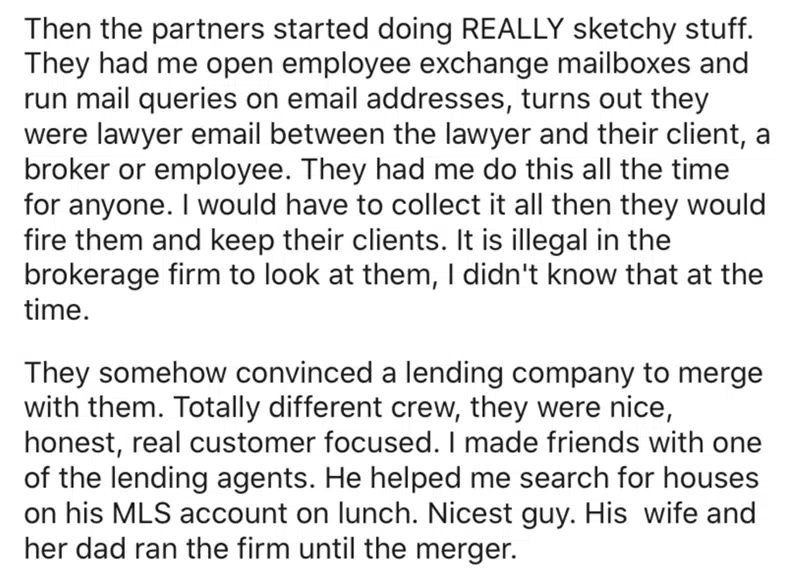 Then the partners started doing REALLY sketchy stuff.
They had me open employee exchange mailboxes and
run mail queries on email addresses, turns out they
were lawyer email between the lawyer and their client, a
broker or employee. They had me do this all the time
for anyone. I would have to collect it all then they would
fire them and keep their clients. It is illegal in the
brokerage firm to look at them, I didn't know that at the
time.

They somehow convinced a lending company to merge
with them. Totally different crew, they were nice,
honest, real customer focused. I made friends with one
of the lending agents. He helped me search for houses
on his MLS account on lunch. Nicest guy. His  wife and
her dad ran the firm until the merger.